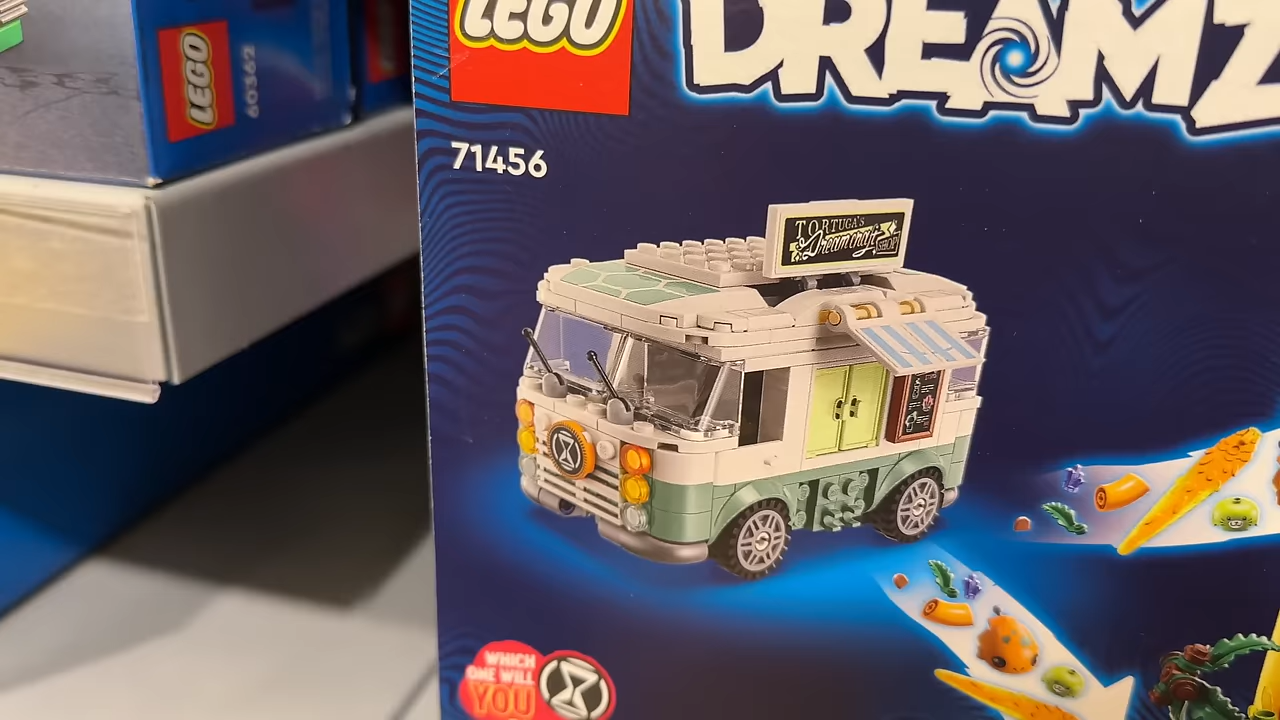 LEGO
60362
LEGO
DREAMZ
71456
TORTUGA'S
Dreamcraft
SHOP
WHICH
ONE WILL
YOU